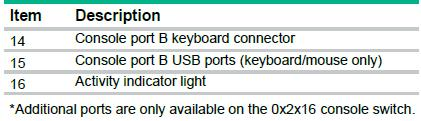 Item Description
14 Console port B keyboard connector
15 Console port B USB ports (keyboard/mouse only)
16 Activity indicator light
*Additional ports are only available on the 0x2x16 console switch.